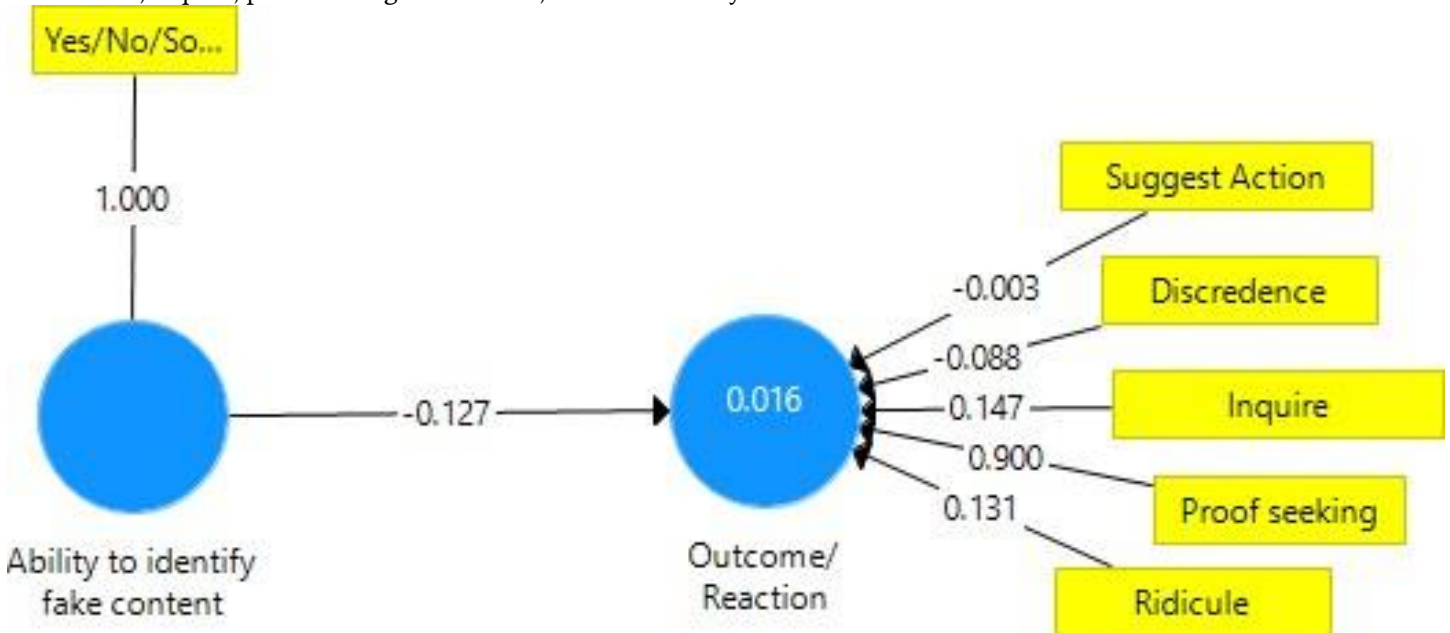 Yes/No/So...
1.000
Suggest Action
-0.003
Discredence
-0.088
-0.127
0.016
0.147
Inquire
0.900
Proof seeking
0.131
Ridicule
Ability to identify
fake content
Outcome/
Reaction